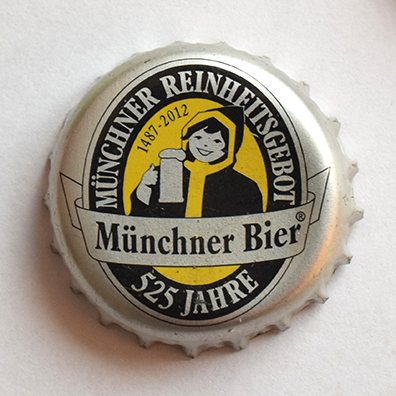 MÜNCHNER REINHEITSGEBOT
1487-2012
Münchner Bier®
525 JAHRE